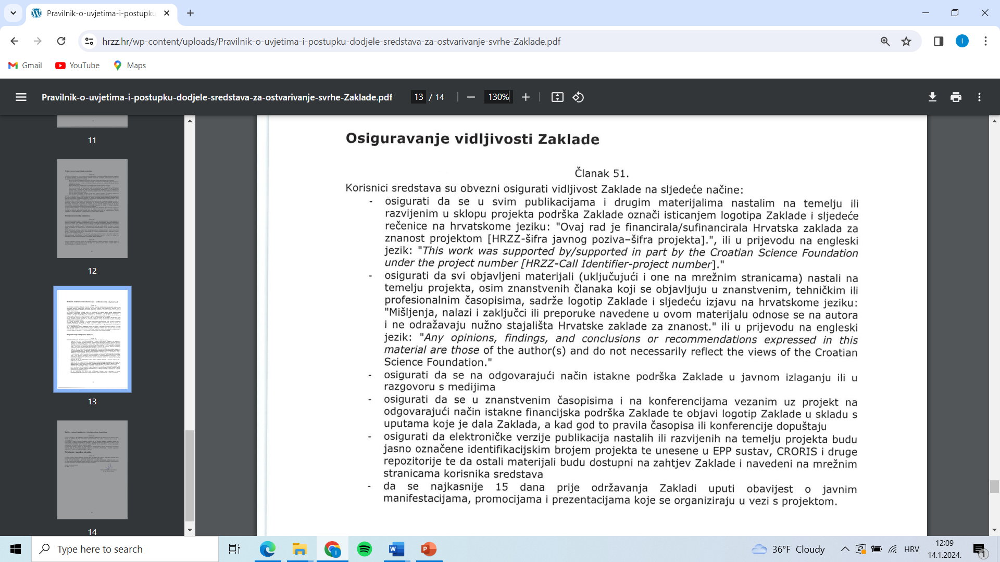 Pravilnik-o-uvjetima-i-postupku
hrzz.hr/wp-content/uploads/Pravilnik-o-uvjetima-i-postupku-dodjele-sredstava-za-ostvarivanje-svrhe-Zaklade.pdf
I
Gmail YouTube Maps
Pravilnik-o-uvjetima-i-postupku-dodjele-sredstava-za-ostvarivanje-svrhe-Zaklade.pdf 13 / 14 130%
11
12
13
14
Osiguravanje vidljivosti Zaklade
Članak 51.
Korisnici sredstava su obvezni osigurati vidljivost Zaklade na sljedeće načine:
- osigurati da se u svim publikacijama i drugim materijalima nastalim na temelju ili
razvijenim u sklopu projekta podrška Zaklade označi isticanjem logotipa Zaklade i sljedeće
rečenice na hrvatskome jeziku: "Ovaj rad je financirala/sufinancirala Hrvatska zaklada za
znanost projektom [HRZZ-šifra javnog poziva–šifra projekta].", ili u prijevodu na engleski
jezik: "This work was supported by/supported in part by the Croatian Science Foundation
under the project number [HRZZ-Call Identifier-project number]."
- osigurati da svi objavljeni materijali (uključujući i one na mrežnim stranicama) nastali na
temelju projekta, osim znanstvenih članaka koji se objavljuju u znanstvenim, tehničkim ili
profesionalnim časopisima, sadrže logotip Zaklade i sljedeću izjavu na hrvatskome jeziku:
"Mišljenja, nalazi i zaključci ili preporuke navedene u ovom materijalu odnose se na autora
i ne odražavaju nužno stajališta Hrvatske zaklade za znanost." ili u prijevodu na engleski
jezik: "Any opinions, findings, and conclusions or recommendations expressed in this
material are those of the author(s) and do not necessarily reflect the views of the Croatian
Science Foundation."
- osigurati da se na odgovarajući način istakne podrška Zaklade u javnom izlaganju ili u
razgovoru s medijima
- osigurati da se u znanstvenim časopisima i na konferencijama vezanim uz projekt na
odgovarajući način istakne financijska podrška Zaklade te objavi logotip Zaklade u skladu s
uputama koje je dala Zaklada, a kad god to pravila časopisa ili konferencije dopuštaju
- osigurati da elektroničke verzije publikacija nastalih ili razvijenih na temelju projekta budu
jasno označene identifikacijskim brojem projekta te unesene u EPP sustav, CRORIS i druge
repozitorije te da ostali materijali budu dostupni na zahtjev Zaklade i navedeni na mrežnim
stranicama korisnika sredstava
- da se najkasnije 15 dana prije održavanja Zakladi uputi obavijest o javnim
manifestacijama, promocijama i prezentacijama koje se organiziraju u vezi s projektom.
Type here to search
36°F Cloudy
HRV
12:09
14.1.2024.
1